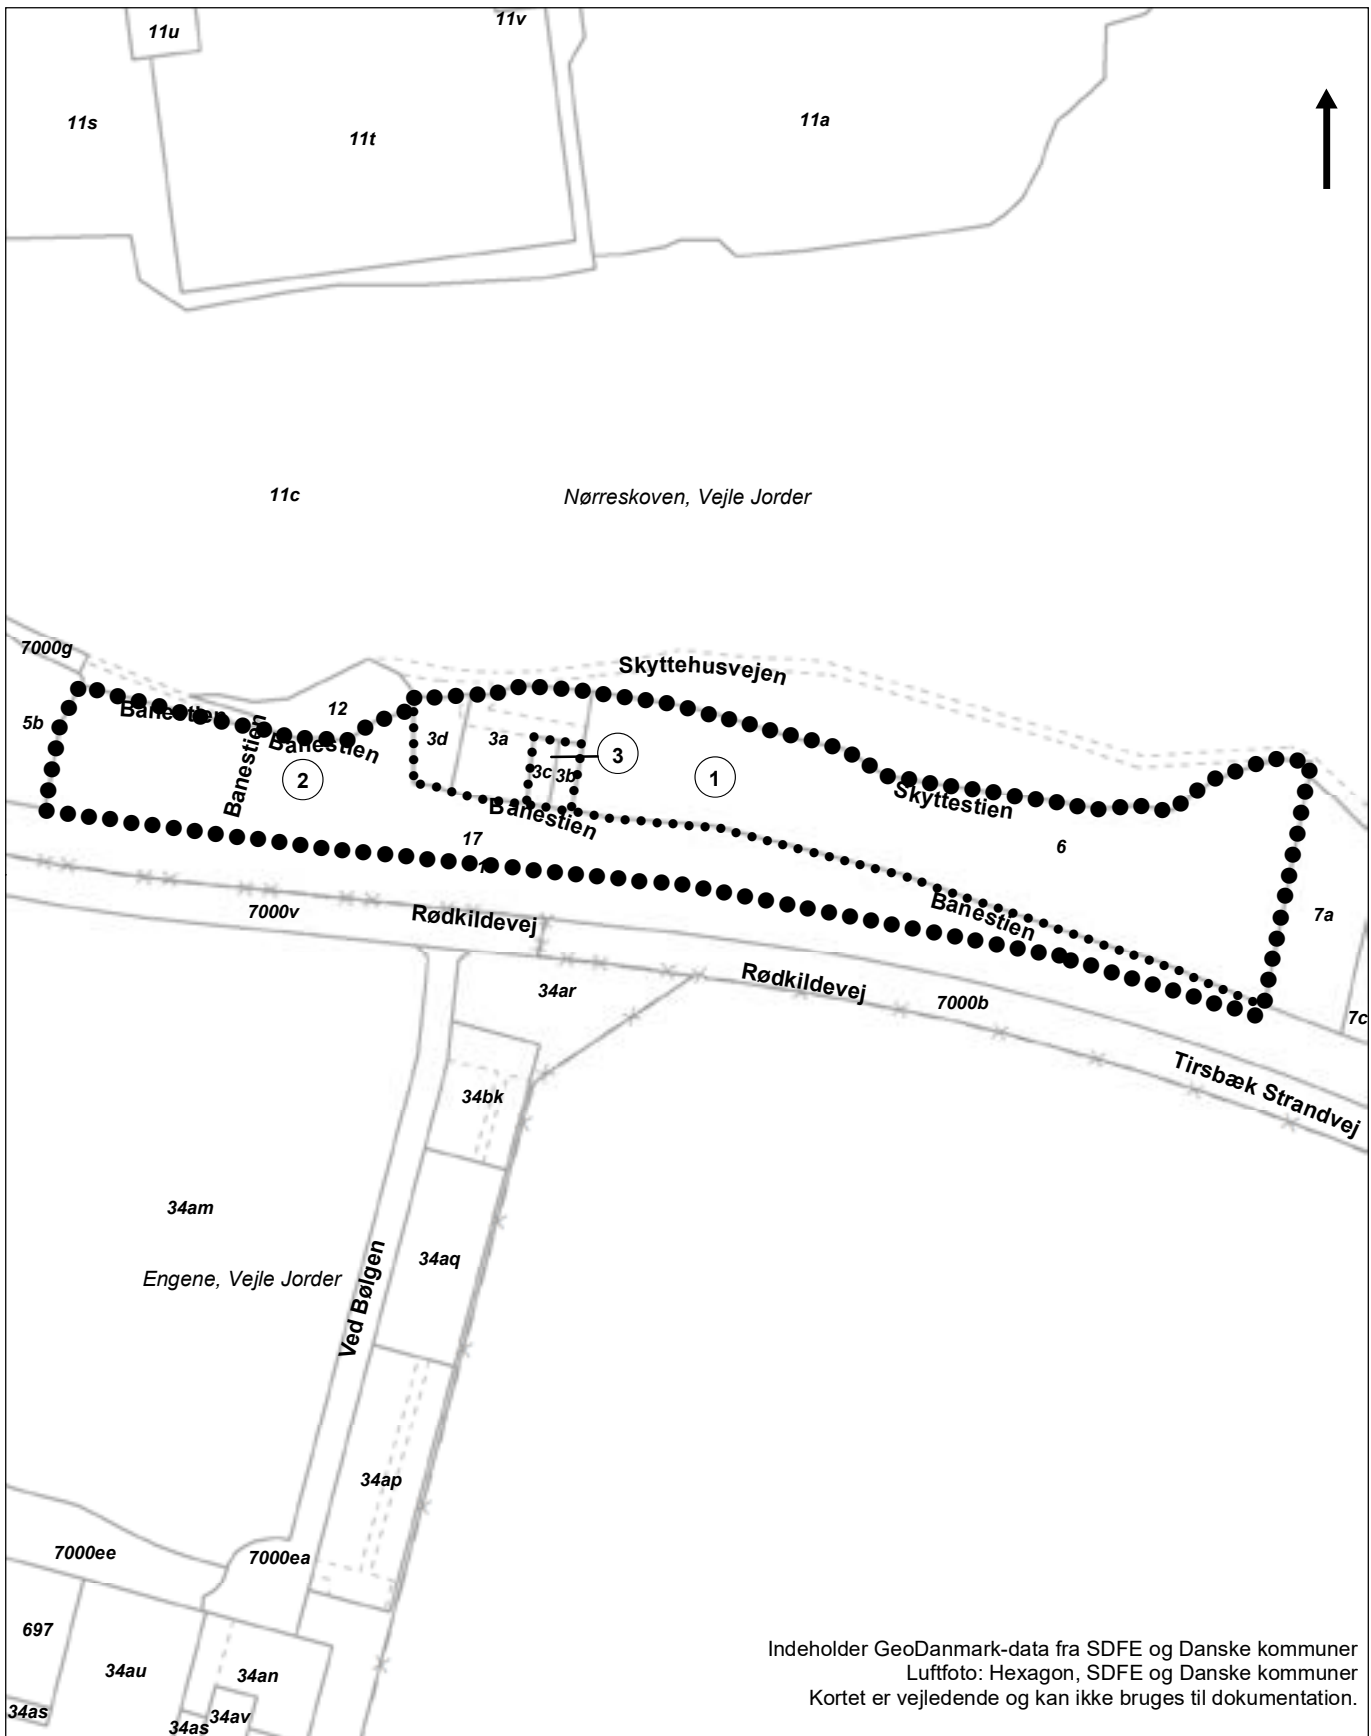 11u
11v
11s
11t
11a
11c
Nørreskoven, Vejle Jorder
7000g
Skyttehusvejen
5b
Banestien
12
Banestien
Banestien
3d
3a
3
3c
3b
1
2
Skyttestien
Banestien
17
1
6
Banestien
7a
7000v
Rødkildevej
Rødkildevej
34ar
7000b
7c
Tirsbæk Strandvej
34bk
34am
34aq
Engene, Vejle Jorder
Ved Bølgen
34ap
7000ee
7000ea
697
34au
34an
34as
34av
34as
Indeholder GeoDanmark-data fra SDFE og Danske kommuner
Luftfoto: Hexagon, SDFE og Danske kommuner
Kortet er vejledende og kan ikke bruges til dokumentation.